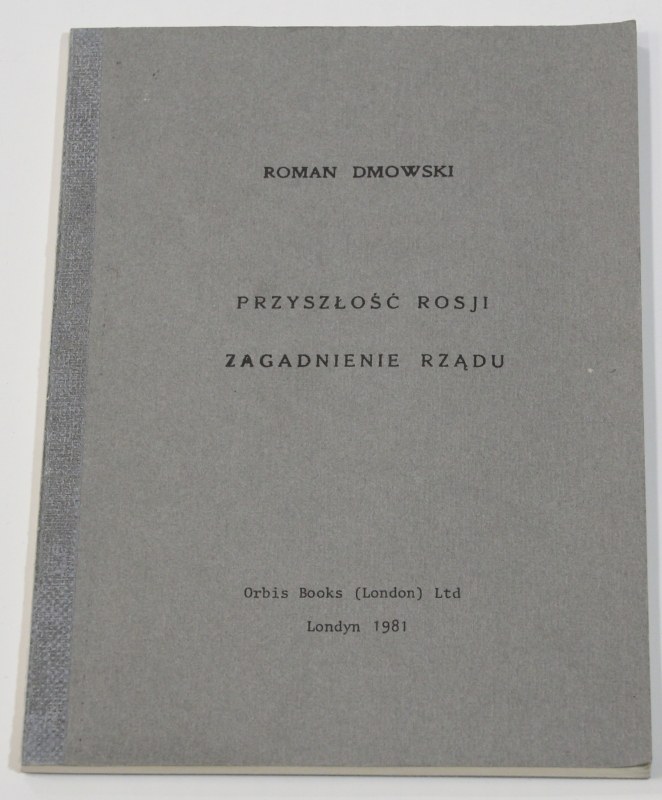 ROMAN DMOWSKI
PRZYSZŁOŚĆ ROSJI
ZAGADNIENIE RZĄDU
Orbis Books (London) Ltd
Londyn 1981